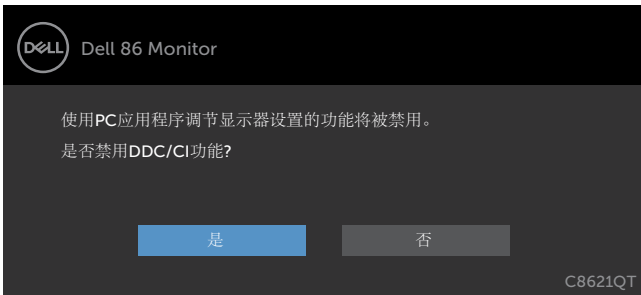 DELL
Dell 86 Monitor
使用PC应用程序调节显示器设置的功能将被禁用。
是否禁用DDC/CI功能?
是
否
C8621QT